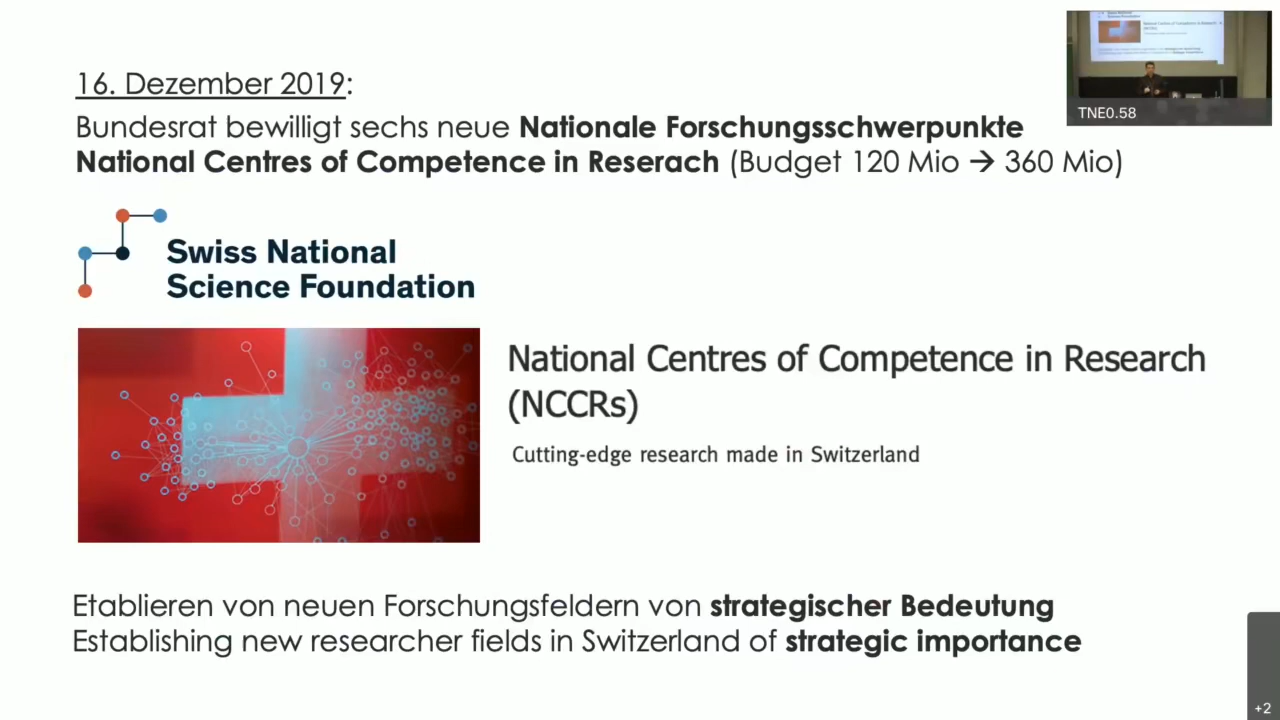 16. Dezember 2019:
Bundesrat bewilligt sechs neue Nationale Forschungsschwerpunkte
National Centres of Competence in Reserach (Budget 120 Mio → 360 Mio)
TNE0.58
Swiss National
Science Foundation
National Centres of Competence in Research
(NCCRs)
Cutting-edge research made in Switzerland
Etablieren von neuen Forschungsfeldern von strategischer Bedeutung
Establishing new researcher fields in Switzerland of strategic importance
+2